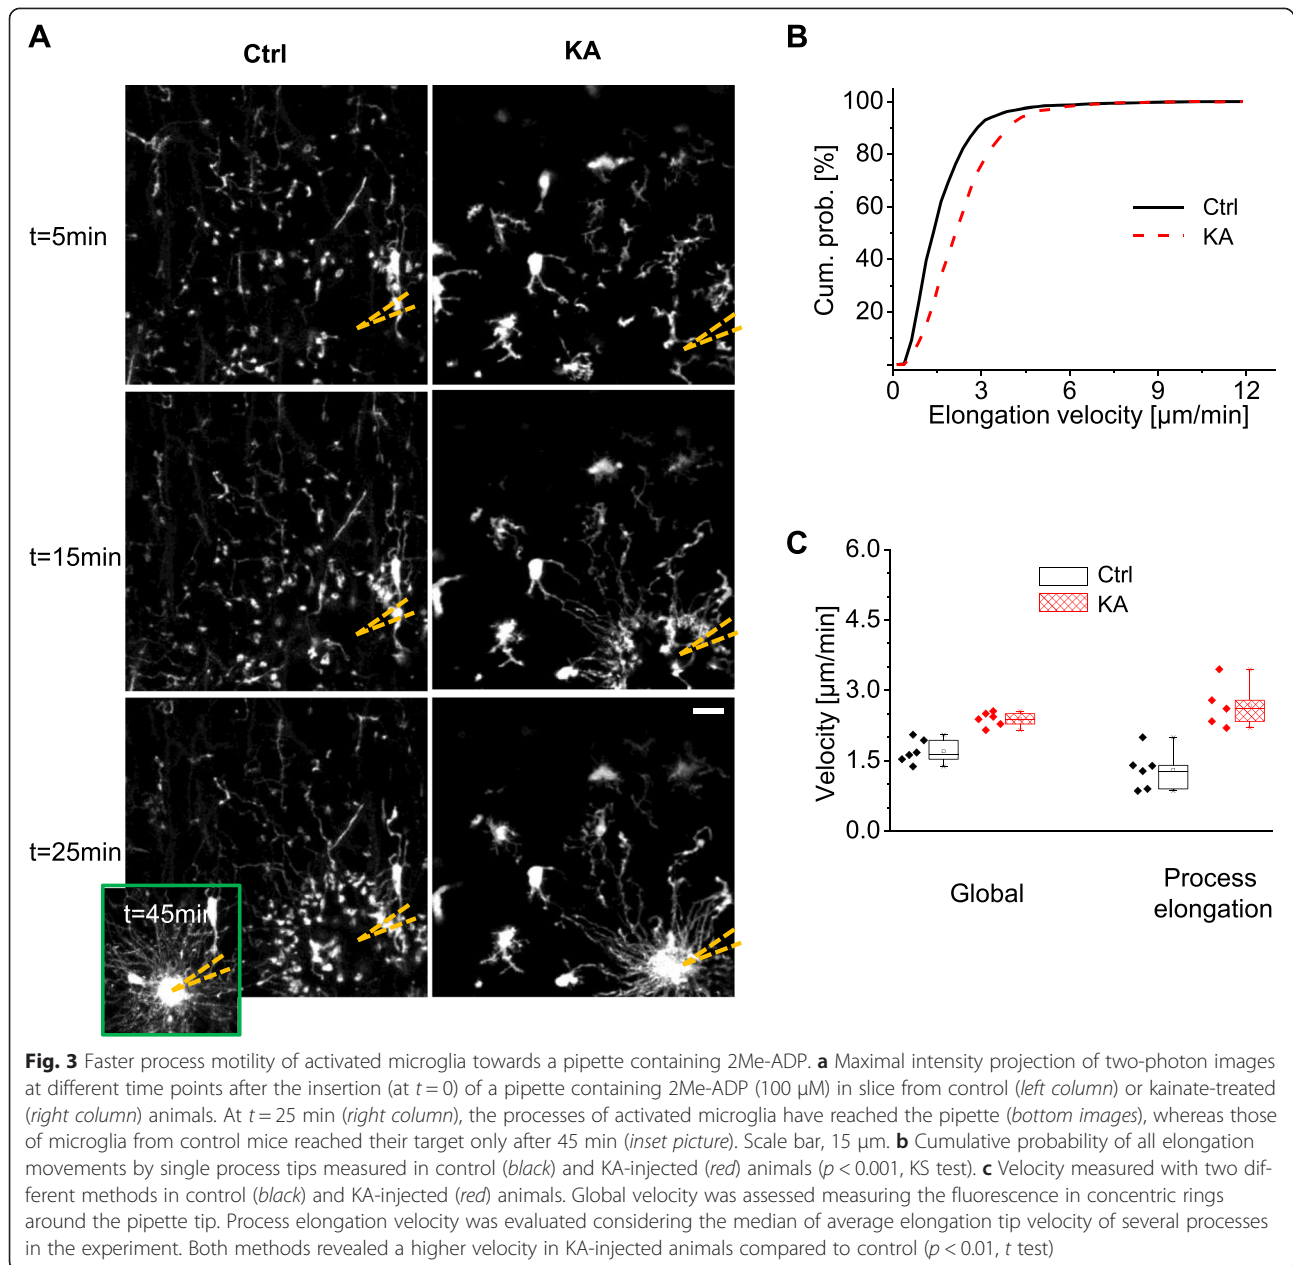 A
Ctrl
KA
t=5min
t=15min
t=25min
t=45min
B
Cum. prob. [%]
100
80
60
40
20
0
3
6
9
12
Elongation velocity [µm/min]
Ctrl
KA
C
Velocity [µm/min]
6.0
4.5
3.0
1.5
0.0
Ctrl
KA
Global
Process
elongation
Fig. 3 Faster process motility of activated microglia towards a pipette containing 2Me-ADP. a Maximal intensity projection of two-photon images
at different time points after the insertion (at t = 0) of a pipette containing 2Me-ADP (100 µM) in slice from control (left column) or kainate-treated
(right column) animals. At t = 25 min (right column), the processes of activated microglia have reached the pipette (bottom images), whereas those
of microglia from control mice reached their target only after 45 min (inset picture). Scale bar, 15 µm. b Cumulative probability of all elongation
movements by single process tips measured in control (black) and KA-injected (red) animals (p < 0.001, KS test). c Velocity measured with two dif-
ferent methods in control (black) and KA-injected (red) animals. Global velocity was assessed measuring the fluorescence in concentric rings
around the pipette tip. Process elongation velocity was evaluated considering the median of average elongation tip velocity of several processes
in the experiment. Both methods revealed a higher velocity in KA-injected animals compared to control (p < 0.01, t test)